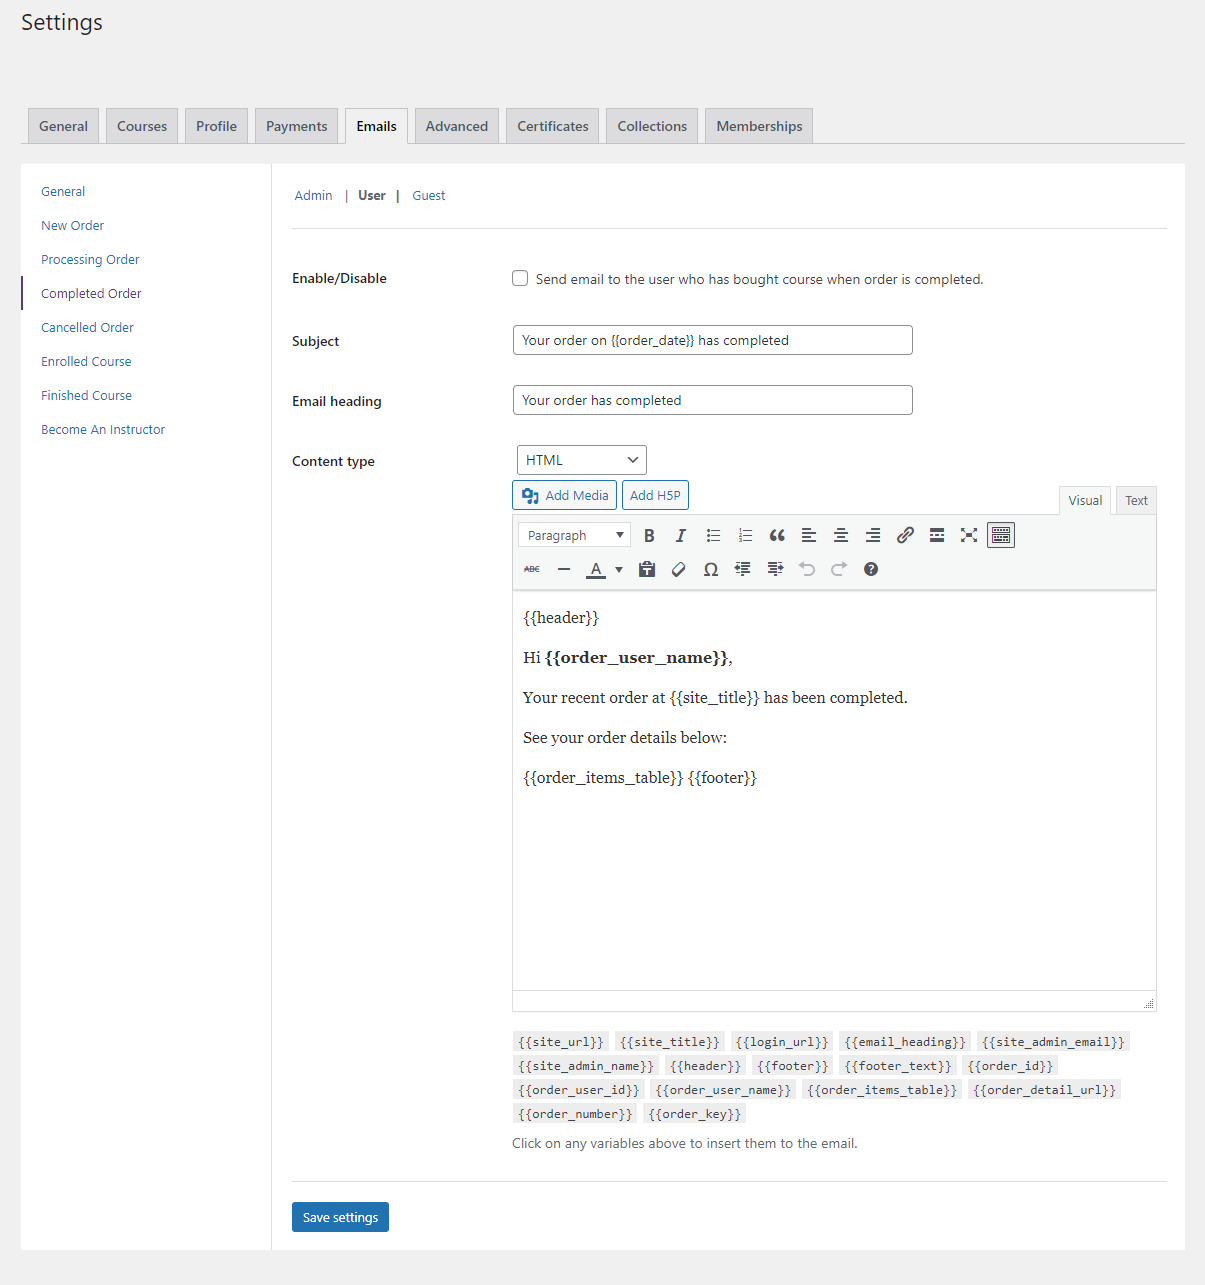 Settings
General Courses Profile Payments Emails Advanced Certificates Collections Memberships
General
New Order
Processing Order
Completed Order
Cancelled Order
Enrolled Course
Finished Course
Become An Instructor
Admin | User | Guest
Enable/Disable
Send email to the user who has bought course when order is completed.
Subject
Your order on {{order_date}} has completed
Email heading
Your order has completed
Content type
HTML
Add Media Add H5P
Visual Text
Paragraph B I
ABC A Ω
{{header}}
Hi {{order_user_name}},
Your recent order at {{site_title}} has been completed.
See your order details below:
{{order_items_table}} {{footer}}
{{site_url}} {{site_title}} {{login_url}} {{email_heading}} {{site_admin_email}}
{{site_admin_name}} {{header}} {{footer}} {{footer_text}} {{order_id}}
{{order_user_id}} {{order_user_name}} {{order_items_table}} {{order_detail_url}}
{{order_number}} {{order_key}}
Click on any variables above to insert them to the email.
Save settings